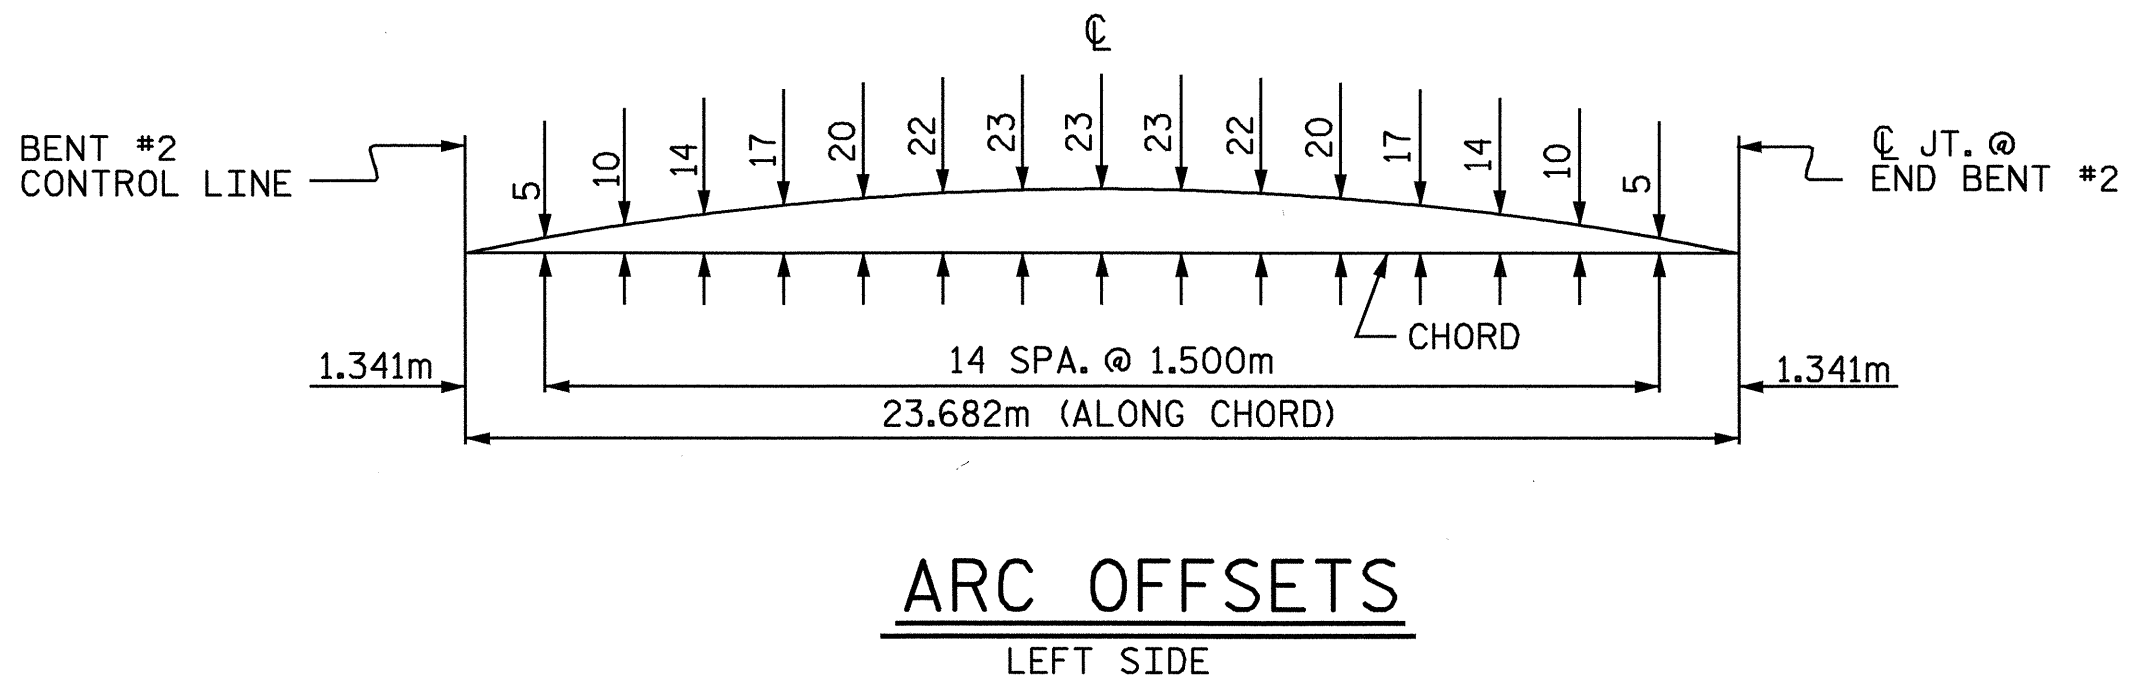 ℄
5
10
14
17
20
22
23
23
23
22
20
17
14
10
5
BENT #2
CONTROL LINE
℄ JT. @
END BENT #2
CHORD
1.341m
14 SPA. @ 1.500m
1.341m
23.682m (ALONG CHORD)
ARC OFFSETS
LEFT SIDE